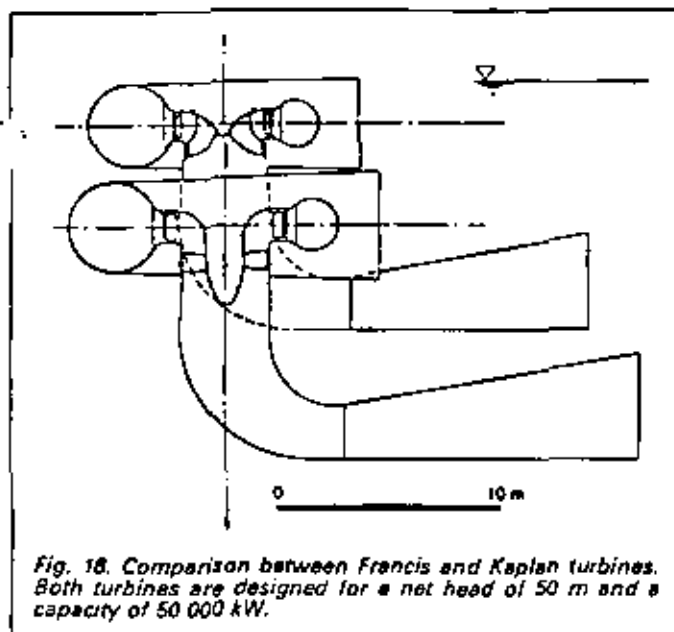 0 10 m
Fig. 18. Comparison between Francis and Kaplan turbines.
Both turbines are designed for a net head of 50 m and a
capacity of 50 000 kW.